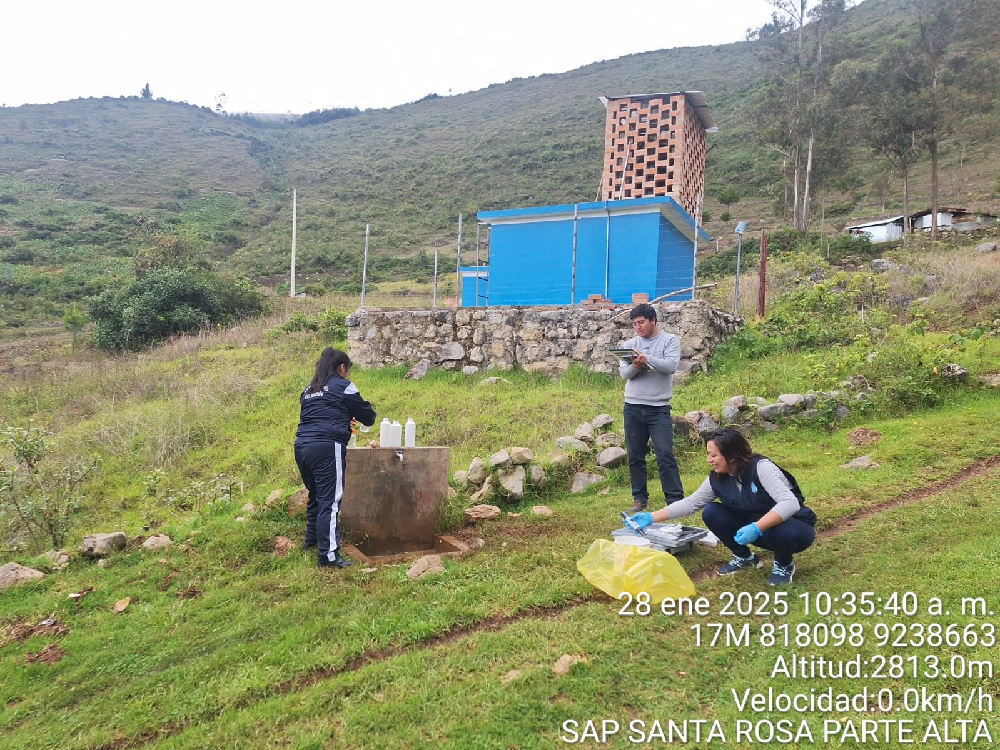 CELENDÍN
28 ene 2025 10:35:40 a. m.
17M 818098 9238663
Altitud:2813.0m
Velocidad:0.0km/h
SAP SANTA ROSA PARTE ALTA